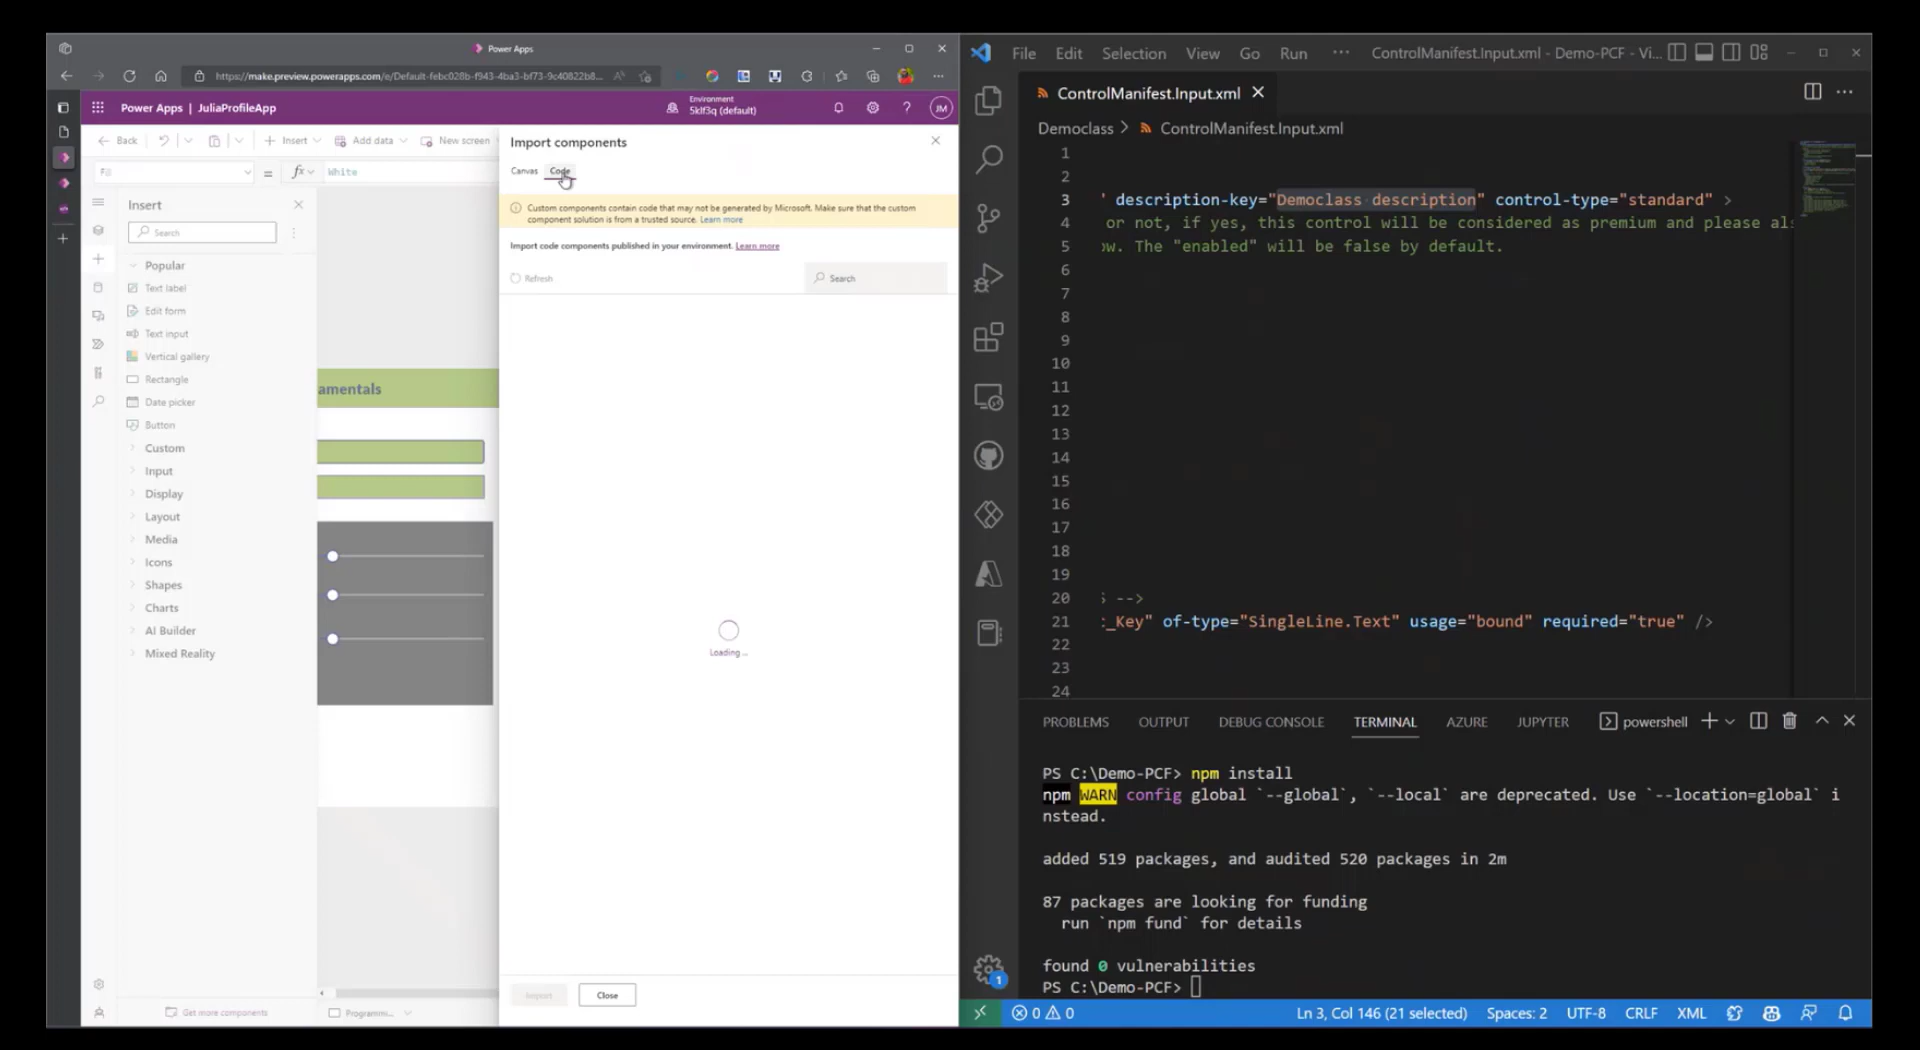 Power Apps
https://make.preview.powerapps.com/e/Default-febc028b-f943-4ba3-bf73-9c40822b8...
Power Apps | JuliaProfileApp
Environment
5klf3q (default)
JM
Back
Insert
Add data
New screen
Fill
=
fx
White
Insert
Search
Popular
Text label
Edit form
Text input
Vertical gallery
Rectangle
Date picker
Button
Custom
Input
Display
Layout
Media
Icons
Shapes
Charts
AI Builder
Mixed Reality
Get more components
amentals
Programmi...
Import components
Canvas
Code
Custom components contain code that may not be generated by Microsoft. Make sure that the custom
component solution is from a trusted source. Learn more
Import code components published in your environment. Learn more
Refresh
Search
Loading ...
Import
Close
File Edit Selection View Go Run ··· ControlManifest.Input.xml - Demo-PCF - Vi...
ControlManifest.Input.xml
Democlass > ControlManifest.Input.xml
1
2
3 ' description-key="Democlass·description" control-type="standard" >
4 or not, if yes, this control will be considered as premium and please als
5 ow. The "enabled" will be false by default.
6
7
8
9
10
11
12
13
14
15
16
17
18
19
20 -->
21 :_Key" of-type="SingleLine.Text" usage="bound" required="true" />
22
23
24
PROBLEMS OUTPUT DEBUG CONSOLE TERMINAL AZURE JUPYTER powershell
PS C:\Demo-PCF> npm install
npm WARN config global `--global`, `--local` are deprecated. Use `--location=global` i
nstead.
added 519 packages, and audited 520 packages in 2m
87 packages are looking for funding
run `npm fund` for details
found 0 vulnerabilities
PS C:\Demo-PCF>
1
0 0 Ln 3, Col 146 (21 selected) Spaces: 2 UTF-8 CRLF XML